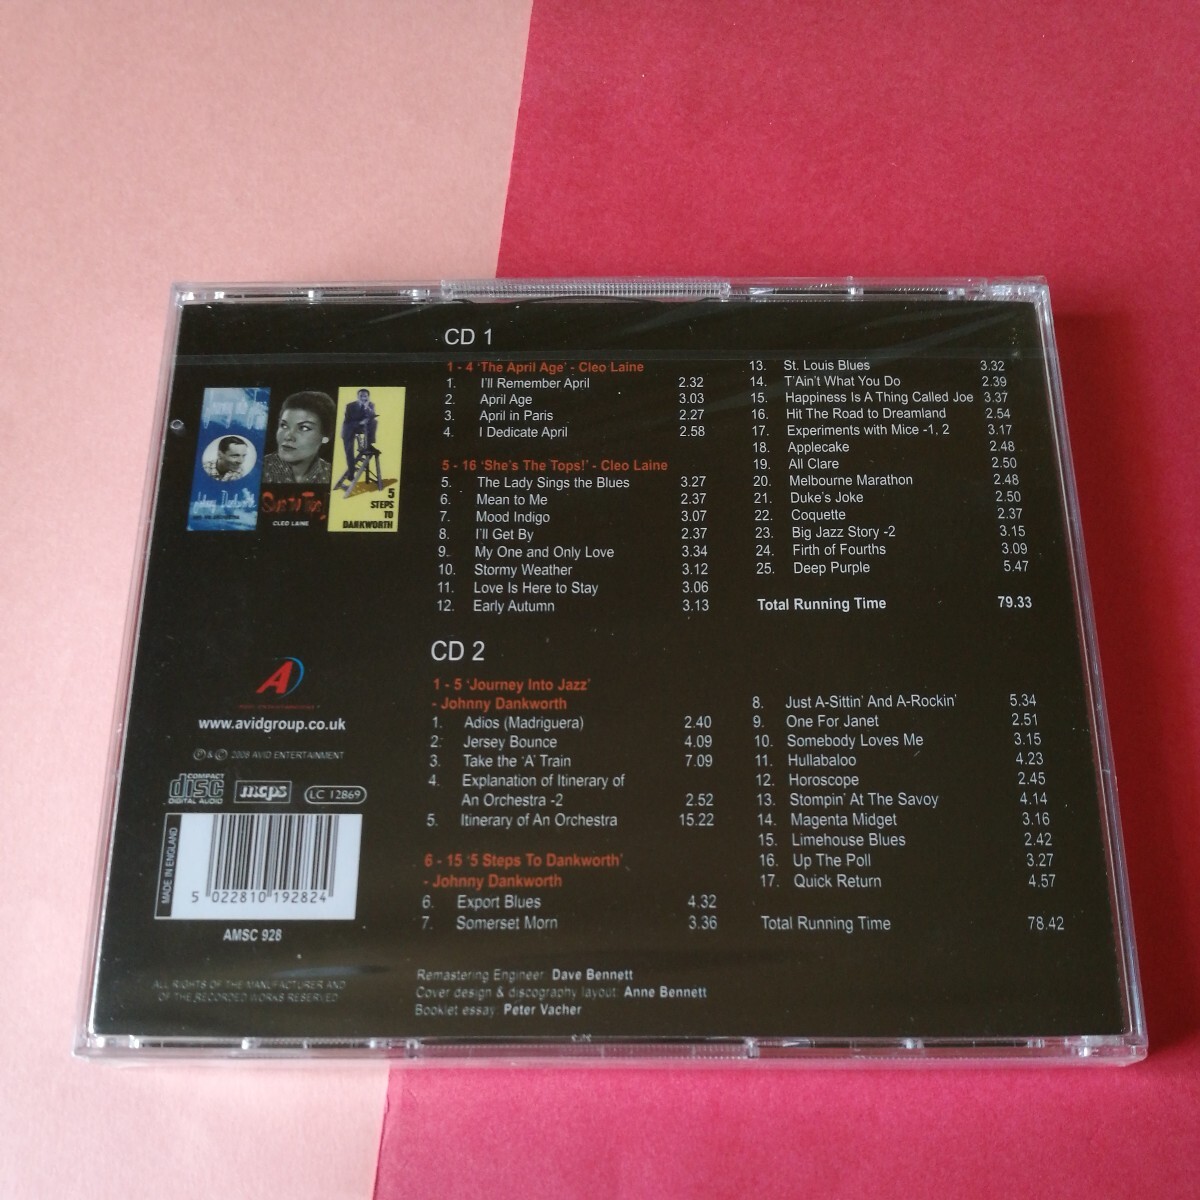 CD 1
1 - 4 'The April Age' - Cleo Laine
1. I'll Remember April 2.32
2. April Age 3.03
3. April in Paris 2.27
4. I Dedicate April 2.58
5 - 16 'She's The Tops!' - Cleo Laine
5. The Lady Sings the Blues 3.27
6. Mean to Me 2.37
7. Mood Indigo 3.07
8. I'll Get By 2.37
9. My One and Only Love 3.34
10. Stormy Weather 3.12
11. Love Is Here to Stay 3.06
12. Early Autumn 3.13
13. St. Louis Blues 3.32
14. T'Ain't What You Do 2.39
15. Happiness Is A Thing Called Joe 3.37
16. Hit The Road to Dreamland 2.54
17. Experiments with Mice -1, 2 3.17
18. Applecake 2.48
19. All Clare 2.50
20. Melbourne Marathon 2.48
21. Duke's Joke 2.50
22. Coquette 2.37
23. Big Jazz Story -2 3.15
24. Firth of Fourths 3.09
25. Deep Purple 5.47
Total Running Time 79.33
CD 2
1 - 5 'Journey Into Jazz'
- Johnny Dankworth
1. Adios (Madriguera) 2.40
2. Jersey Bounce 4.09
3. Take the 'A' Train 7.09
4. Explanation of Itinerary of
An Orchestra -2 2.52
5. Itinerary of An Orchestra 15.22
6 - 15 '5 Steps To Dankworth'
- Johnny Dankworth
6. Export Blues 4.32
7. Somerset Morn 3.36
8. Just A-Sittin' And A-Rockin' 5.34
9. One For Janet 2.51
10. Somebody Loves Me 3.15
11. Hullabaloo 4.23
12. Horoscope 2.45
13. Stompin' At The Savoy 4.14
14. Magenta Midget 3.16
15. Limehouse Blues 2.42
16. Up The Poll 3.27
17. Quick Return 4.57
Total Running Time 78.42
Remastering Engineer: Dave Bennett
Cover design & discography layout: Anne Bennett
Booklet essay: Peter Vacher
Johnny Dankworth
CLEO LAINE
5
STEPS
TO
DANKWORTH
A
www.avidgroup.co.uk
℗ & © 2008 AVID ENTERTAINMENT
COMPACT
disc
DIGITAL AUDIO
mcps
LC 12869
MADE IN ENGLAND
5 022810 192824
AMSC 928
ALL RIGHTS OF THE MANUFACTURER AND
OF THE RECORDED WORKS RESERVED